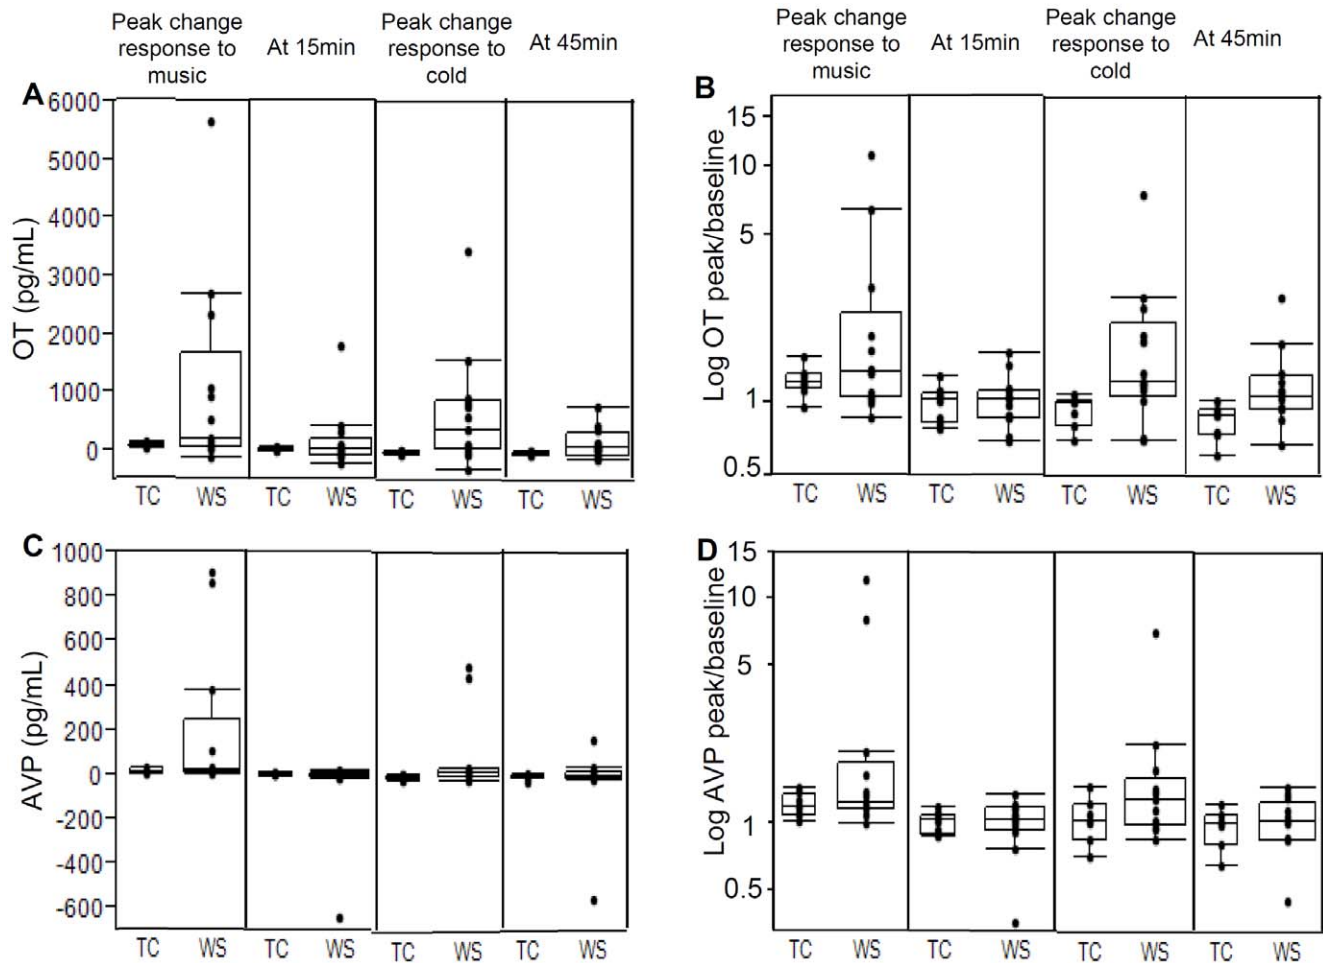 Peak change
response to
music
At 15min
Peak change
response to
cold
At 45min
A
6000
5000
4000
3000
2000
1000
0
OT (pg/mL)
TC
WS
TC
WS
TC
WS
TC
WS
Peak change
response to
music
At 15min
Peak change
response to
cold
At 45min
B
15
10
5
1
0.5
Log OT peak/baseline
TC
WS
TC
WS
TC
WS
TC
WS
C
1000
800
600
400
200
0
-200
-400
-600
AVP (pg/mL)
TC
WS
TC
WS
TC
WS
TC
WS
D
15
10
5
1
0.5
Log AVP peak/baseline
TC
WS
TC
WS
TC
WS
TC
WS